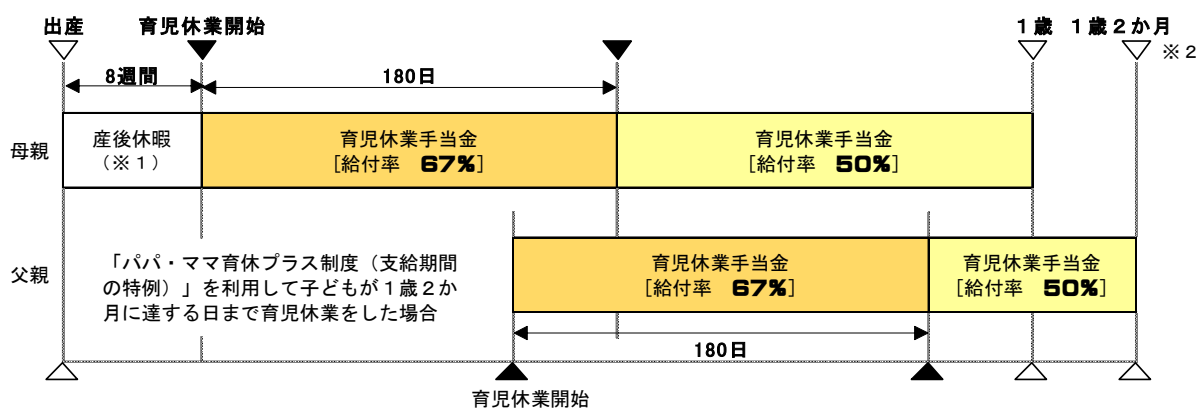 出産 育児休業開始 1歳 1歳2か月
※2
8週間 180日
母親
産後休暇
(※1)
育児休業手当金
[給付率 67%]
育児休業手当金
[給付率 50%]
父親
「パパ・ママ育休プラス制度(支給期間
の特例)」を利用して子どもが1歳2か
月に達する日まで育児休業をした場合
育児休業手当金
[給付率 67%]
育児休業手当金
[給付率 50%]
180日
育児休業開始